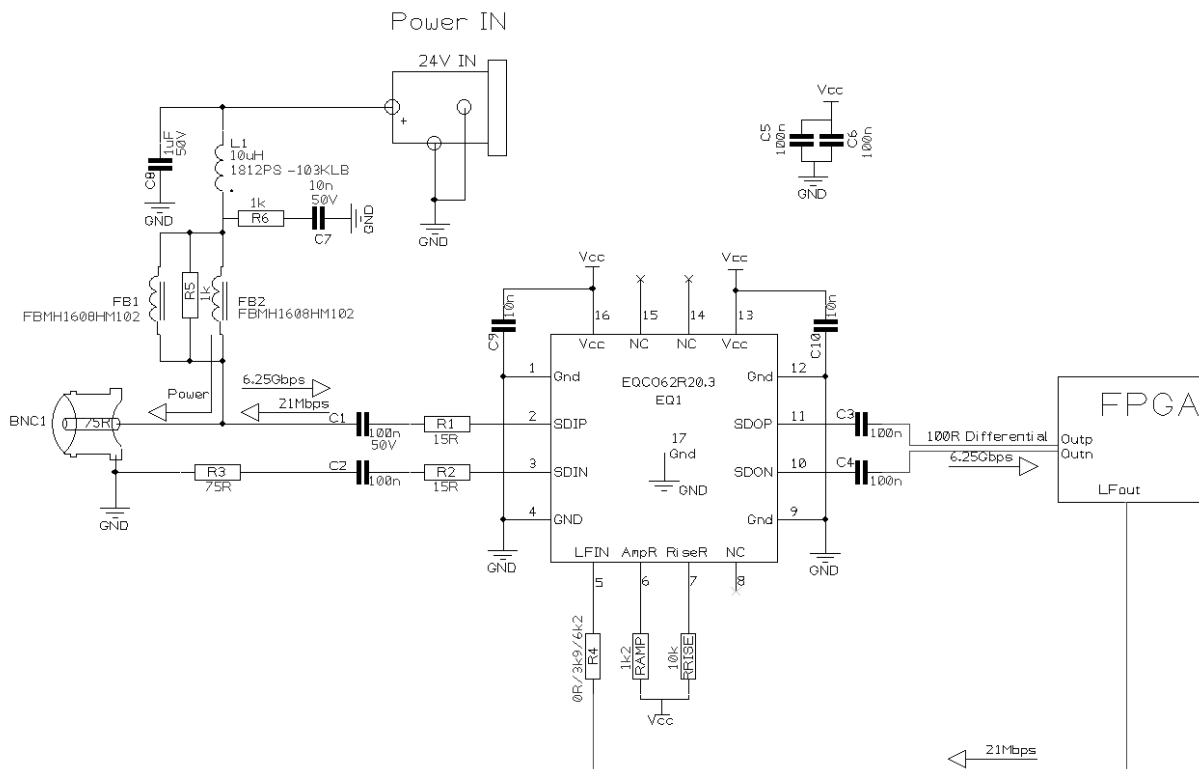 Power IN
24V IN
+
1uF
50V
C8
GND
L1
10uH
1812PS -103KLB
10n
50V
1k
R6
C7
GND
GND
Vcc
C5
100n
C6
100n
GND
FB1
FBMH1608HM102
R5
1k
FB2
FBMH1608HM102
Power
6.25Gbps
21Mbps
BNC1
75R
GND
C1
100n
50V
R1
15R
R3
75R
C2
100n
R2
15R
Vcc
10n
C9
16
15
14
13
Vcc
NC
NC
Vcc
Vcc
10n
C10
1
Gnd
EQCO62R20.3
EQ1
Gnd
12
2
SDIP
SDOP
11
3
SDIN
17
Gnd
GND
SDON
10
4
GND
Gnd
9
LFIN
AmpR
RiseR
NC
5
6
7
8
GND
GND
C3
100n
C4
100n
100R Differential
6.25Gbps
FPGA
Outp
Outn
LFout
0R/3k9/6k2
R4
1k2
RAMP
10k
RRISE
Vcc
21Mbps